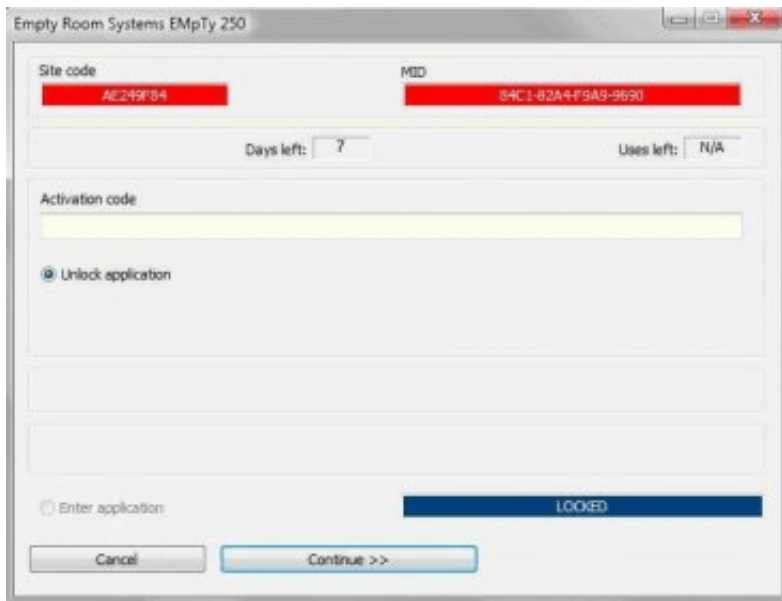 Empty Room Systems EMpTy 250
Site code MID
AE249F84 84C1-82A4-F9A9-9690
Days left: 7 Uses left: N/A
Activation code
Unlock application
Enter application LOCKED
Cancel Continue >>